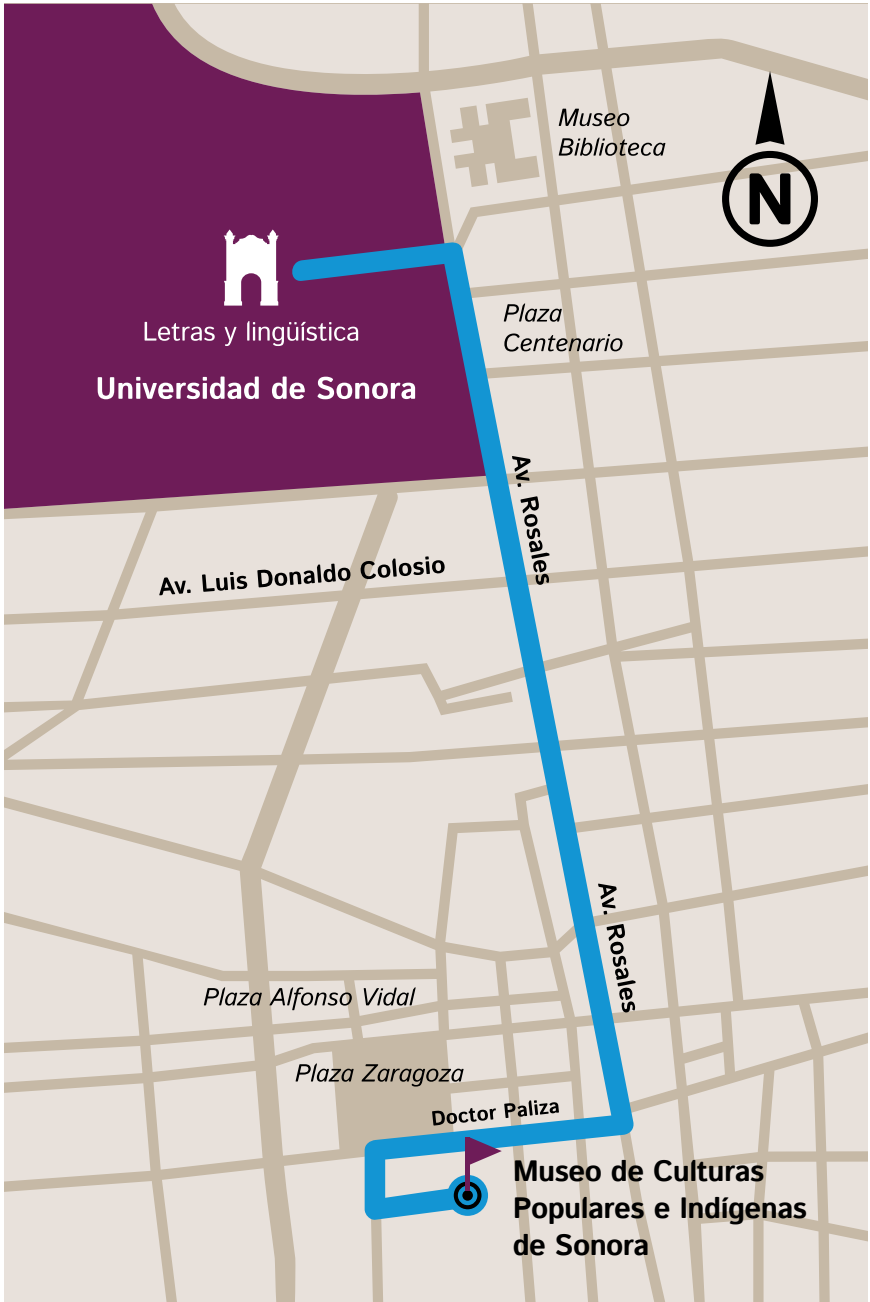 Museo
Biblioteca
N
Letras y lingüística
Universidad de Sonora
Plaza
Centenario
Av. Rosales
Av. Luis Donaldo Colosio
Av. Rosales
Plaza Alfonso Vidal
Plaza Zaragoza
Doctor Paliza
Museo de Culturas
Populares e Indígenas
de Sonora